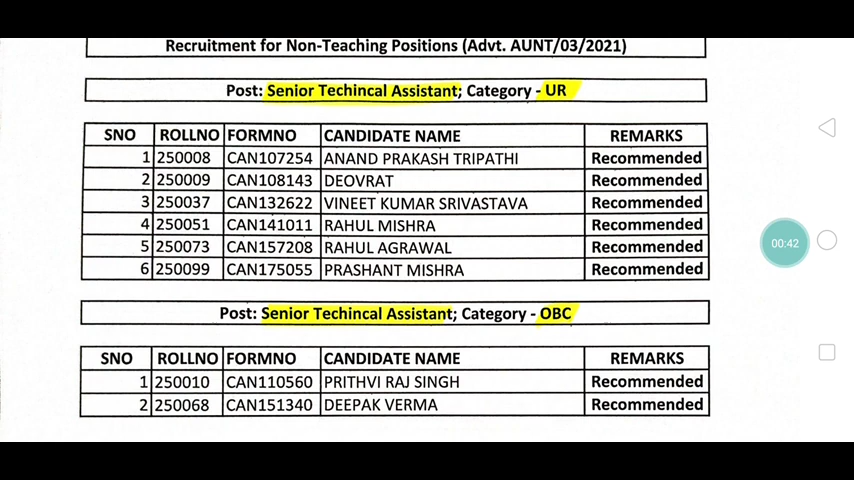 Recruitment for Non-Teaching Positions (Advt. AUNT/03/2021)
Post: Senior Techincal Assistant; Category - UR
SNO ROLLNO FORMNO CANDIDATE NAME REMARKS
1 250008 CAN107254 ANAND PRAKASH TRIPATHI Recommended
2 250009 CAN108143 DEOVRAT Recommended
3 250037 CAN132622 VINEET KUMAR SRIVASTAVA Recommended
4 250051 CAN141011 RAHUL MISHRA Recommended
5 250073 CAN157208 RAHUL AGRAWAL Recommended
6 250099 CAN175055 PRASHANT MISHRA Recommended
00:42
Post: Senior Techincal Assistant; Category - OBC
SNO ROLLNO FORMNO CANDIDATE NAME REMARKS
1 250010 CAN110560 PRITHVI RAJ SINGH Recommended
2 250068 CAN151340 DEEPAK VERMA Recommended